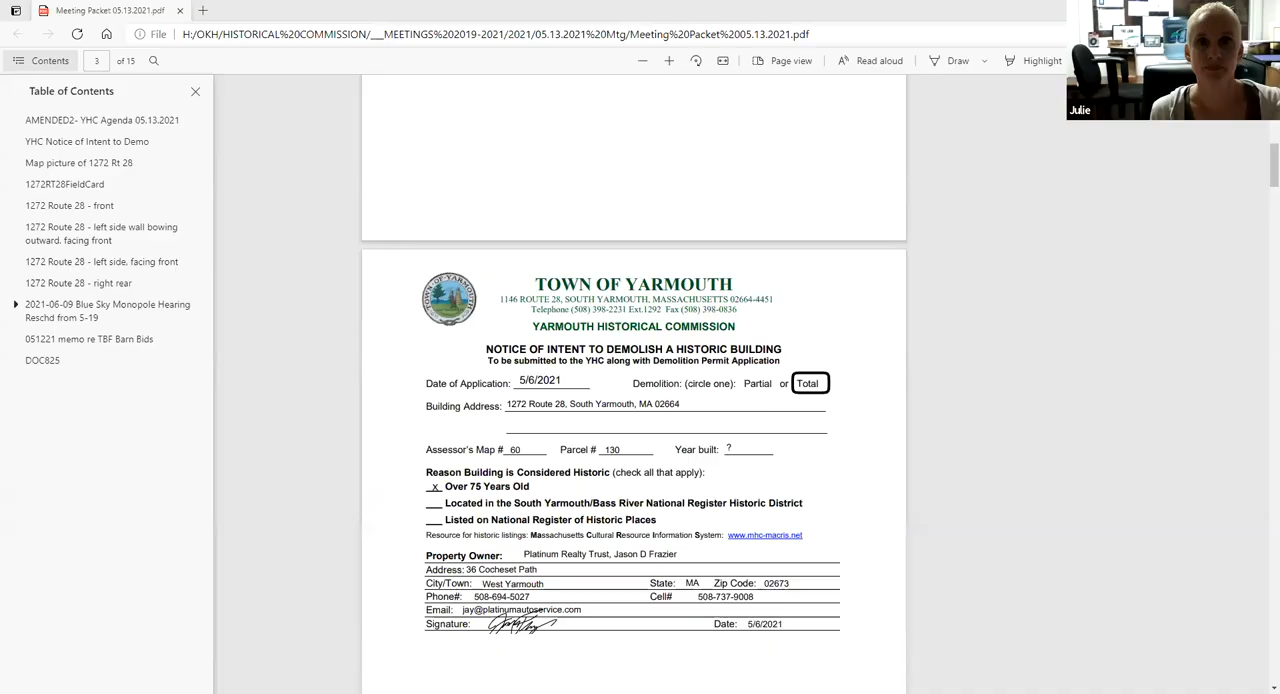 Meeting Packet 05.13.2021.pdf
File H:/OKH/HISTORICAL%20COMMISSION/___MEETINGS%202013-2021/2021/05.13.2021%20Mtg/Meeting%20Packet%2005.13.2021.pdf
Contents 3 of 15 Page view Read aloud Draw Highlight
Julie
Table of Contents
AMENDED2- YHC Agenda 05.13.2021
YHC Notice of Intent to Demo
Map picture of 1272 Rt 28
1272RT28FieldCard
1272 Route 28 - front
1272 Route 28 - left side wall bowing
outward, facing front
1272 Route 28 - left side, facing front
1272 Route 28 - right rear
2021-06-09 Blue Sky Monopole Hearing
Reschd from 5-19
051221 memo re TBF Barn Bids
DOC825
TOWN OF YARMOUTH
1146 ROUTE 28, SOUTH YARMOUTH, MASSACHUSETTS 02664-4451
Telephone (508) 398-2231 Ext.1292 Fax (508) 398-0836
YARMOUTH HISTORICAL COMMISSION
NOTICE OF INTENT TO DEMOLISH A HISTORIC BUILDING
To be submitted to the YHC along with Demolition Permit Application
Date of Application: 5/6/2021 Demolition: (circle one): Partial or Total
Building Address: 1272 Route 28, South Yarmouth, MA 02664
Assessor's Map # 60 Parcel # 130 Year built: ?
Reason Building is Considered Historic (check all that apply):
x Over 75 Years Old
Located in the South Yarmouth/Bass River National Register Historic District
Listed on National Register of Historic Places
Resource for historic listings: Massachusetts Cultural Resource Information System: www.mhc-macris.net
Property Owner: Platinum Realty Trust, Jason D Frazier
Address: 36 Cocheset Path
City/Town: West Yarmouth State: MA Zip Code: 02673
Phone#: 508-694-5027 Cell# 508-737-9008
Email: jay@platinumautoservice.com
Signature: Date: 5/6/2021